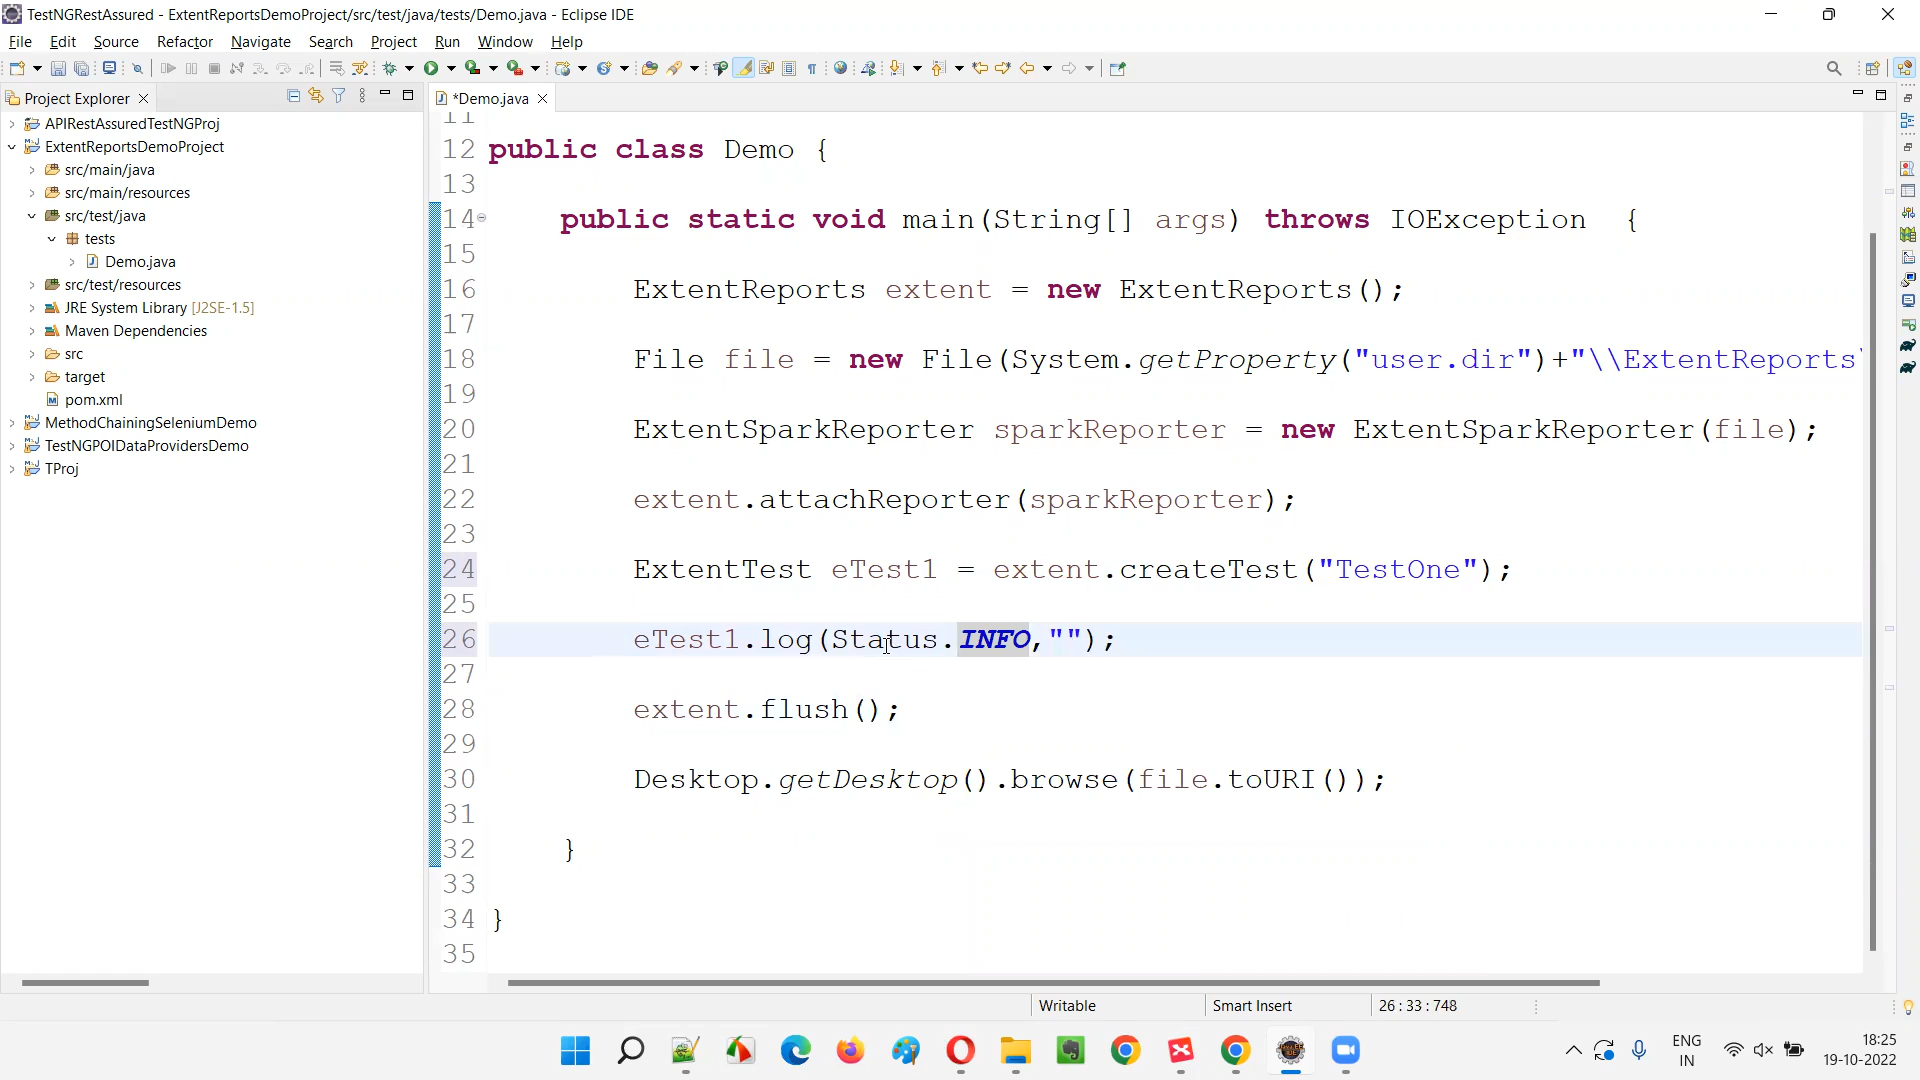 TestNGRestAssured - ExtentReportsDemoProject/src/test/java/tests/Demo.java - Eclipse IDE
File Edit Source Refactor Navigate Search Project Run Window Help
Project Explorer
*Demo.java
APIRestAssuredTestNGProj
ExtentReportsDemoProject
src/main/java
src/main/resources
src/test/java
tests
Demo.java
src/test/resources
JRE System Library [J2SE-1.5]
Maven Dependencies
src
target
pom.xml
MethodChainingSeleniumDemo
TestNGPOIDataProvidersDemo
TProj
11
12 public class Demo {
13
14 public static void main(String[] args) throws IOException {
15
16 ExtentReports extent = new ExtentReports();
17
18 File file = new File(System.getProperty("user.dir")+"\\ExtentReports\
19
20 ExtentSparkReporter sparkReporter = new ExtentSparkReporter(file);
21
22 extent.attachReporter(sparkReporter);
23
24 ExtentTest eTest1 = extent.createTest("TestOne");
25
26 eTest1.log(Status.INFO,"");
27
28 extent.flush();
29
30 Desktop.getDesktop().browse(file.toURI());
31
32 }
33
34 }
35
Writable Smart Insert 26 : 33 : 748
ENG
IN
18:25
19-10-2022